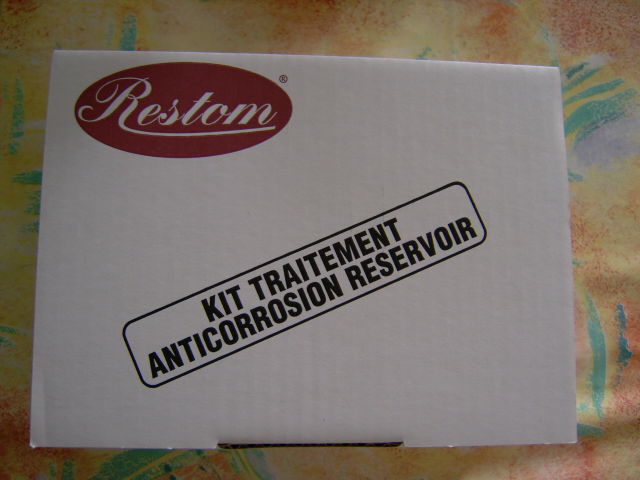 Restom®
KIT TRAITEMENT
ANTICORROSION RESERVOIR